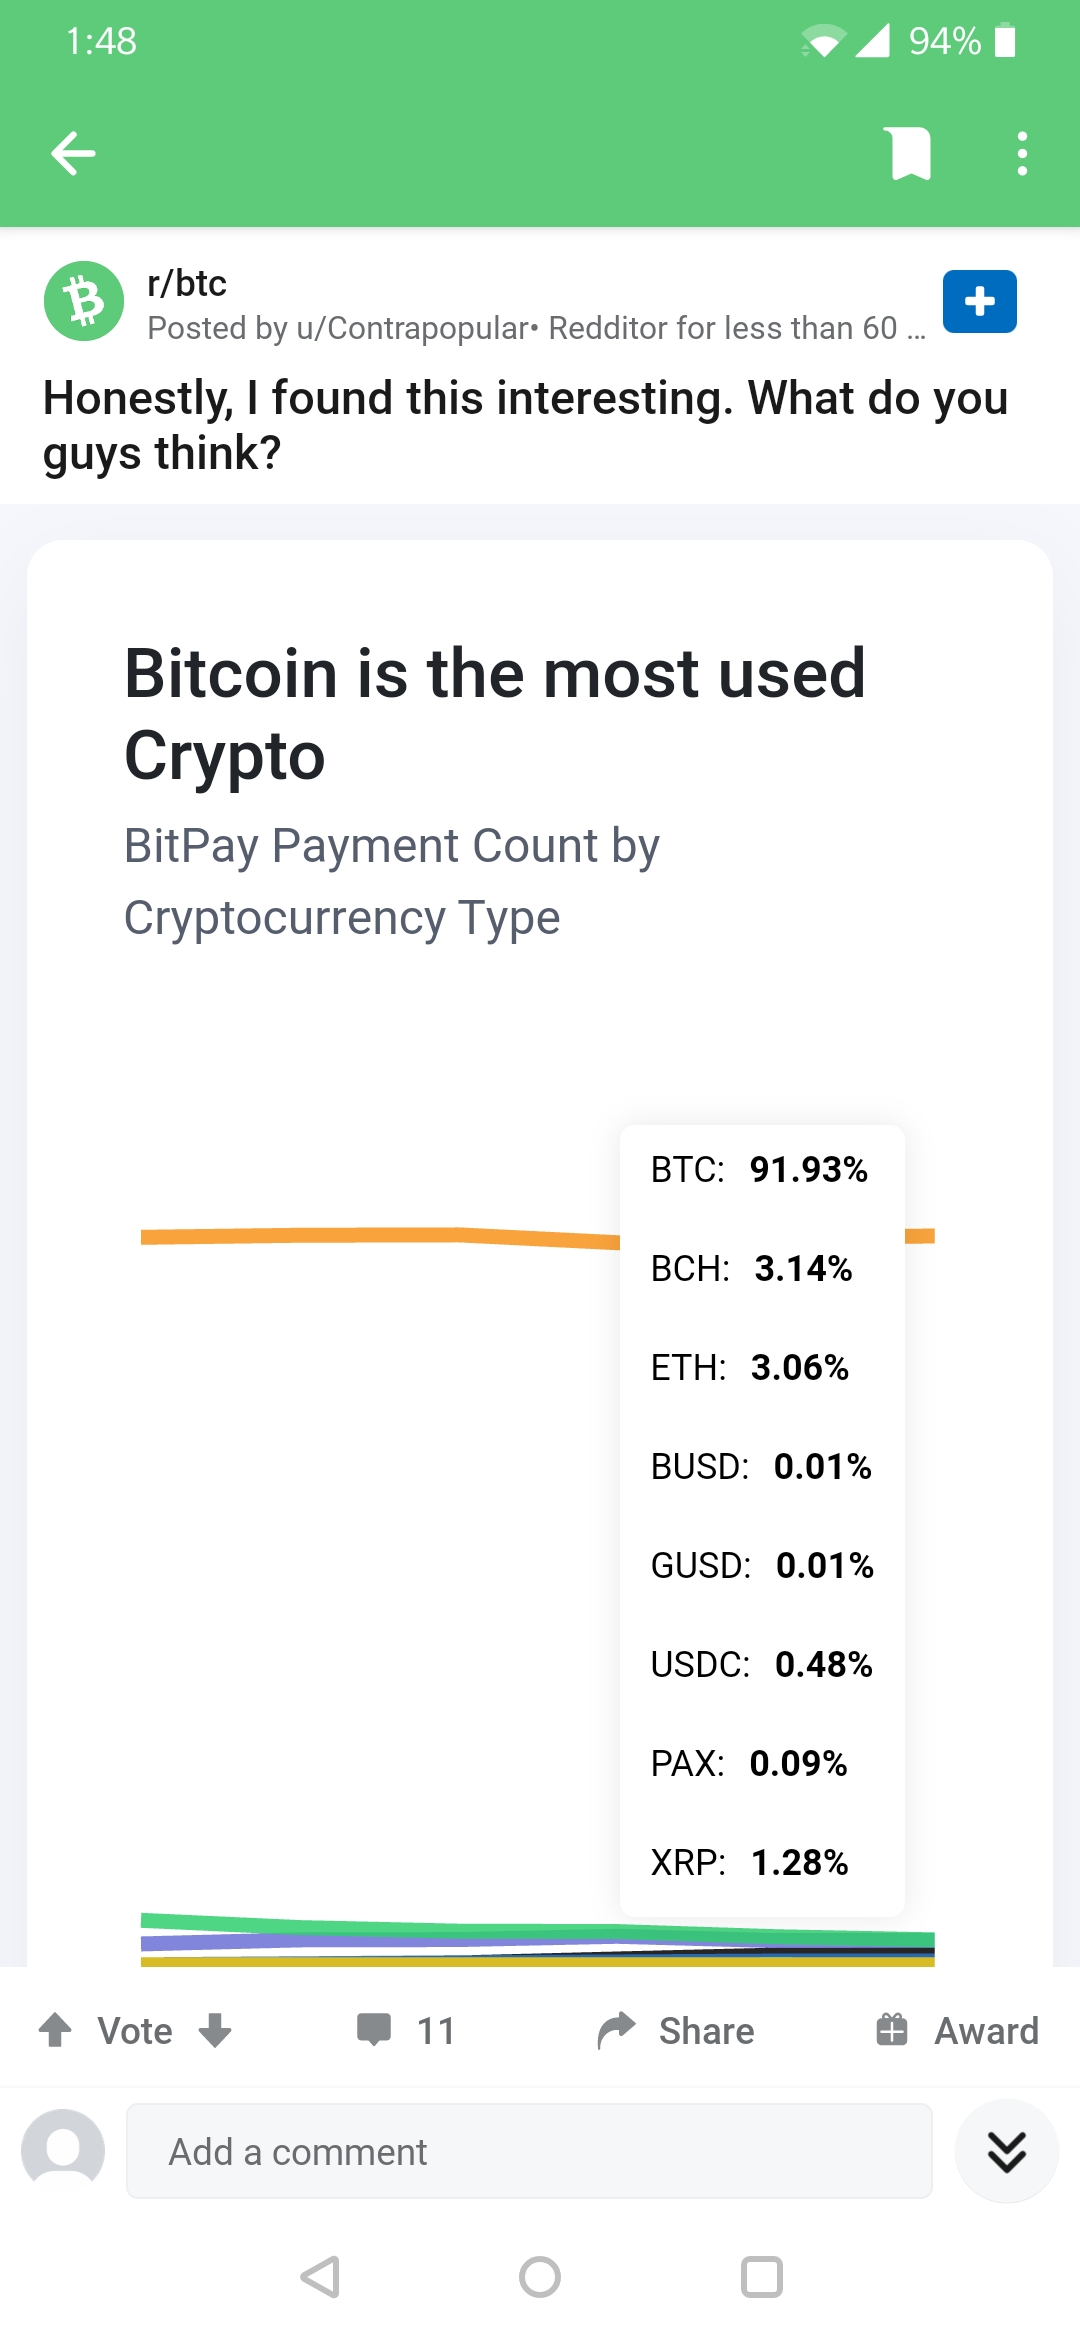 1:48
94%
r/btc
Posted by u/Contrapopular• Redditor for less than 60 ...
Honestly, I found this interesting. What do you
guys think?
Bitcoin is the most used
Crypto
BitPay Payment Count by
Cryptocurrency Type
BTC: 91.93%
BCH: 3.14%
ETH: 3.06%
BUSD: 0.01%
GUSD: 0.01%
USDC: 0.48%
PAX: 0.09%
XRP: 1.28%
Vote
11
Share
Award
Add a comment